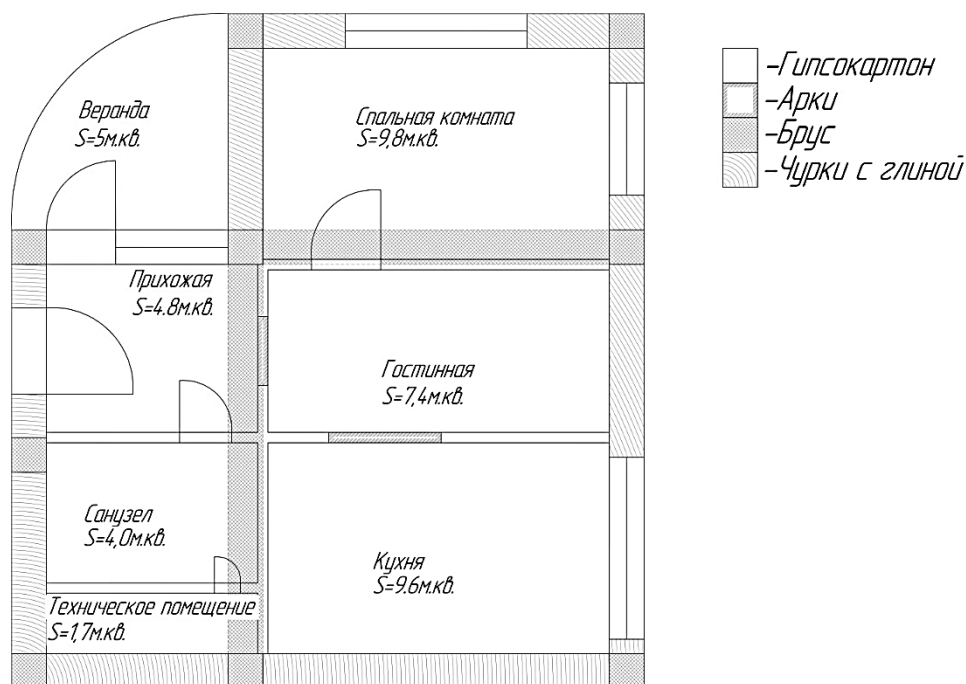 Веранда
S=5м.кв.
Спальная комната
S=9,8м.кв.
Прихожая
S=4.8м.кв.
Гостинная
S=7,4м.кв.
Санузел
S=4,0м.кв.
Кухня
S=9.6м.кв.
Техническое помещение
S=1,7м.кв.
-Гипсокартон
-Арки
-Брус
-Чурки с глиной